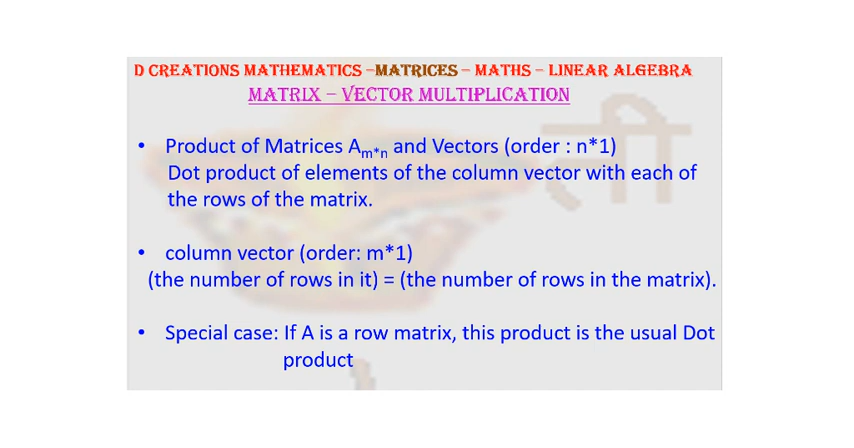 D CREATIONS MATHEMATICS –MATRICES – MATHS – LINEAR ALGEBRA
MATRIX – VECTOR MULTIPLICATION
• Product of Matrices Am*n and Vectors (order : n*1)
Dot product of elements of the column vector with each of
the rows of the matrix.
• column vector (order: m*1)
(the number of rows in it) = (the number of rows in the matrix).
• Special case: If A is a row matrix, this product is the usual Dot
product